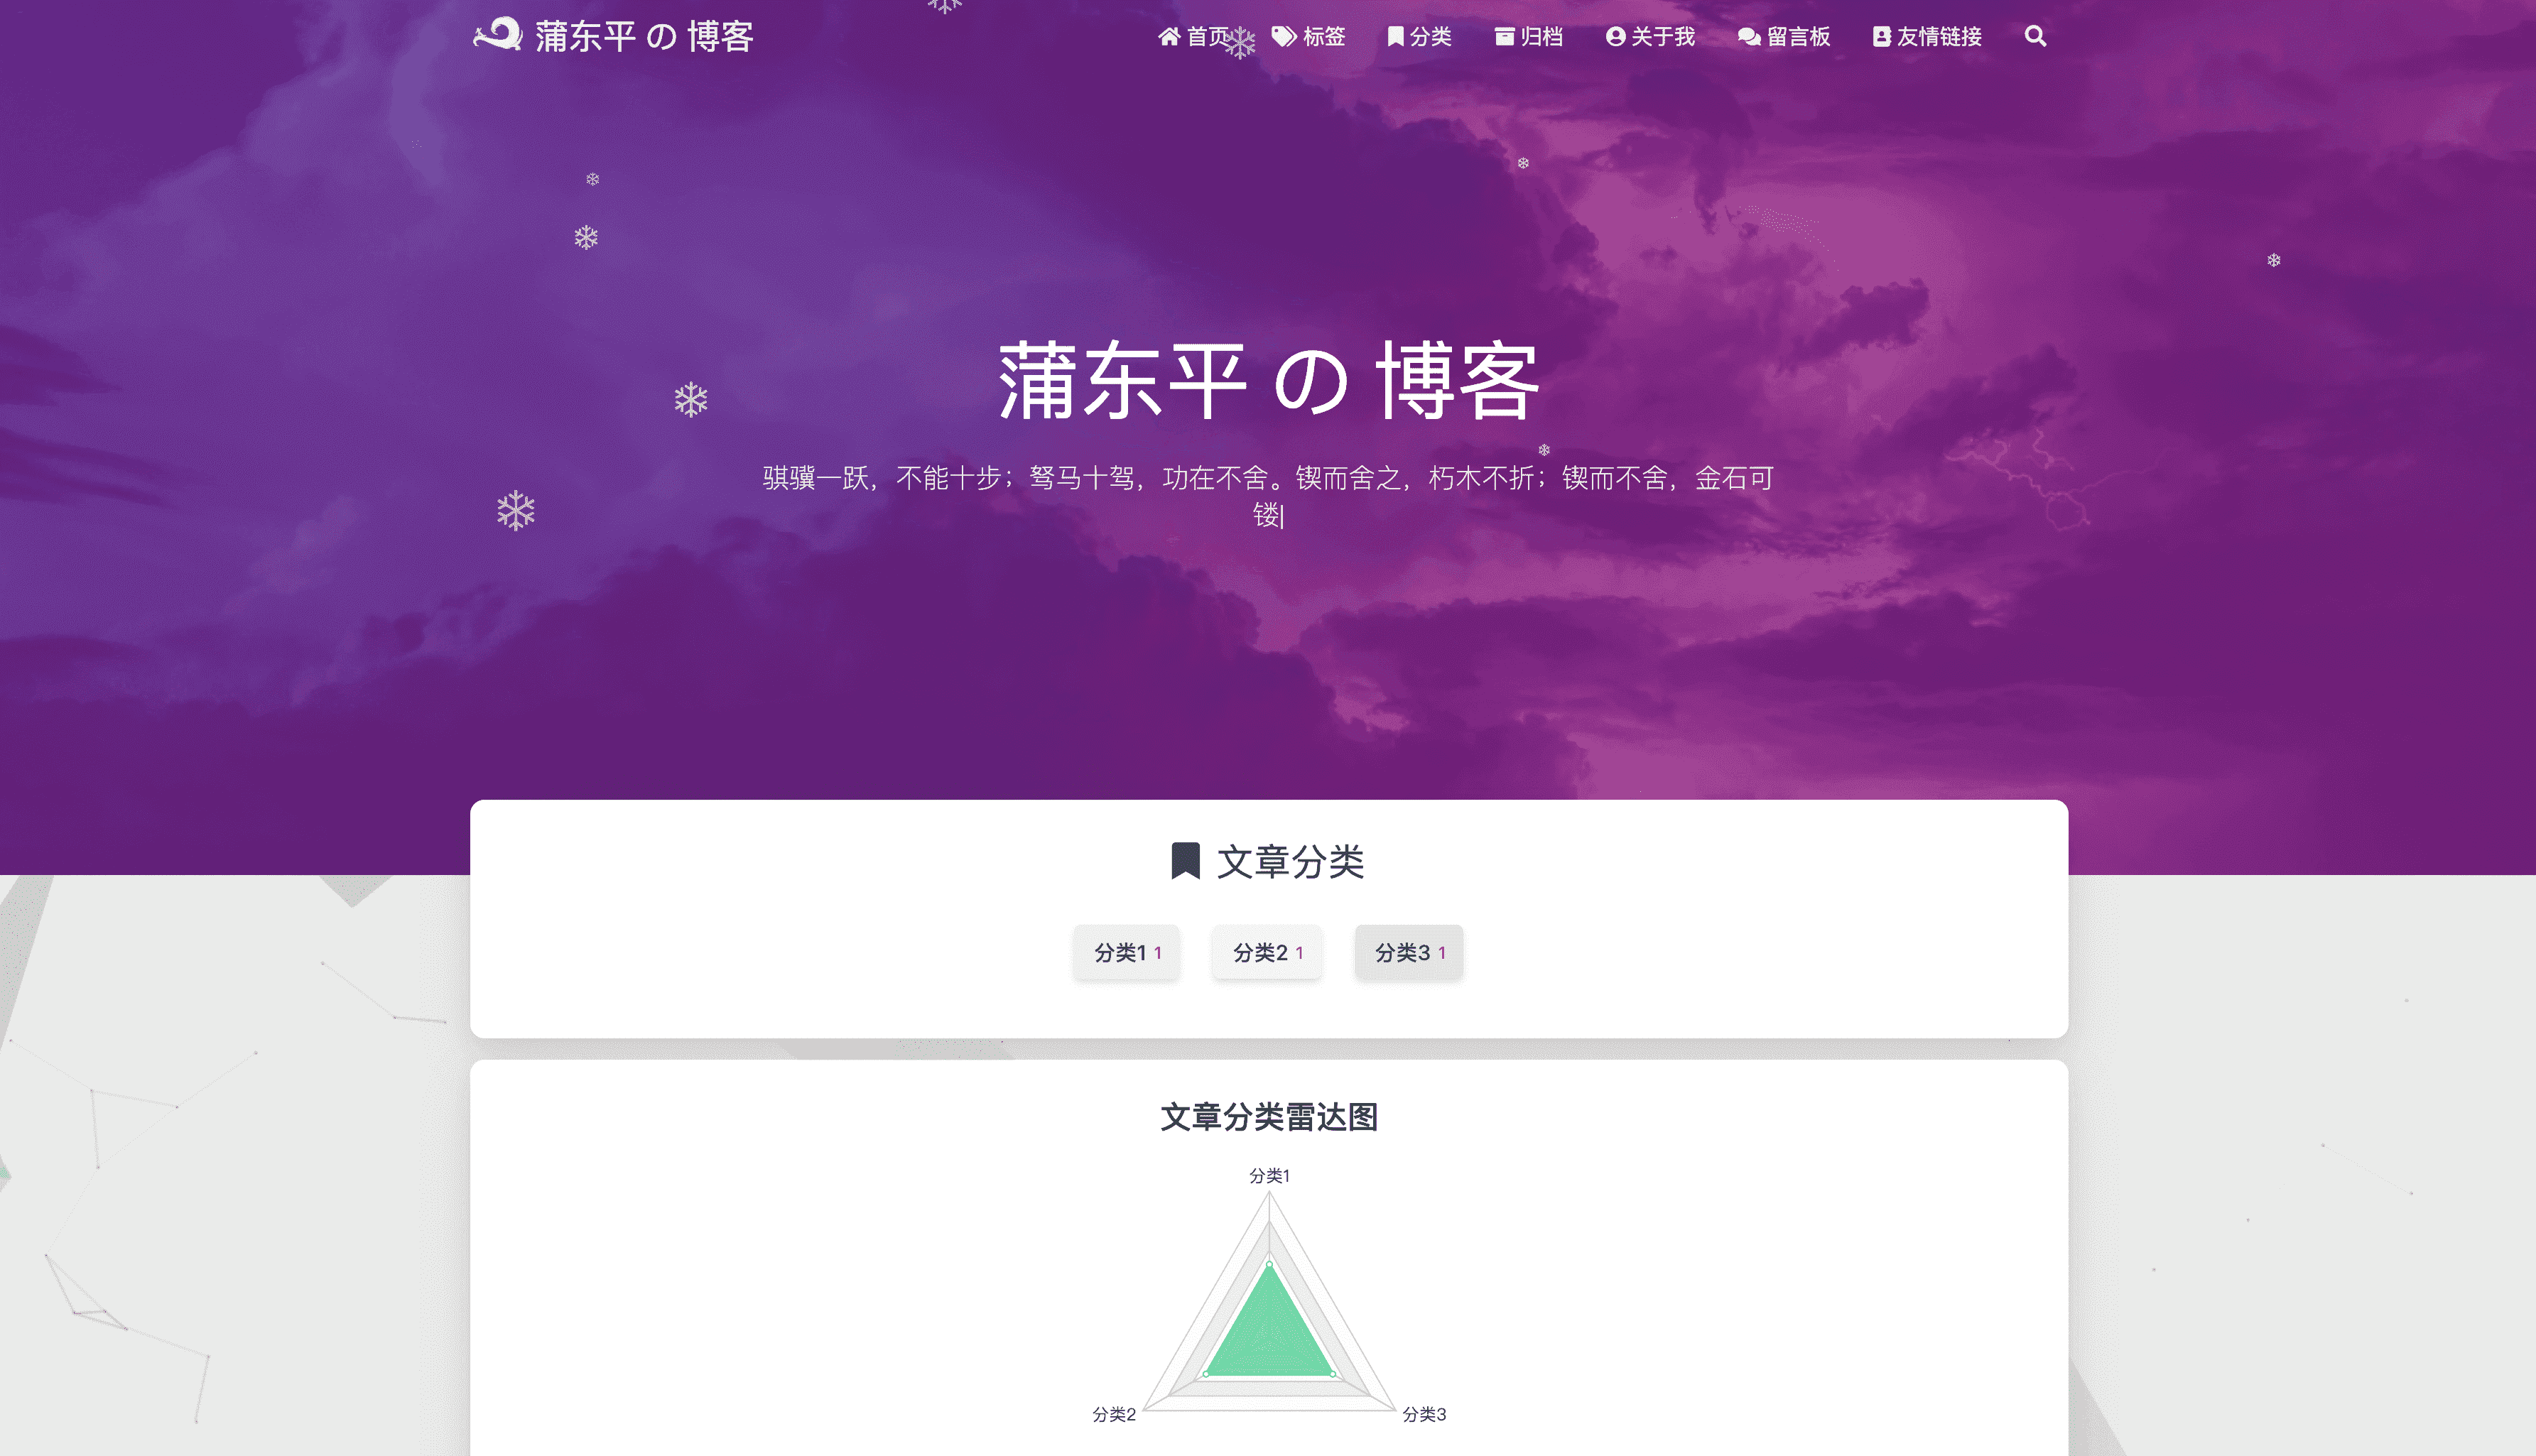 蒲东平 の 博客
首页 标签 分类 归档 关于我 留言板 友情链接
蒲东平 の 博客
骐骥一跃，不能十步；驽马十驾，功在不舍。锲而舍之，朽木不折；锲而不舍，金石可
镂|
文章分类
分类1 1 分类2 1 分类3 1
文章分类雷达图
分类1
分类2 分类3